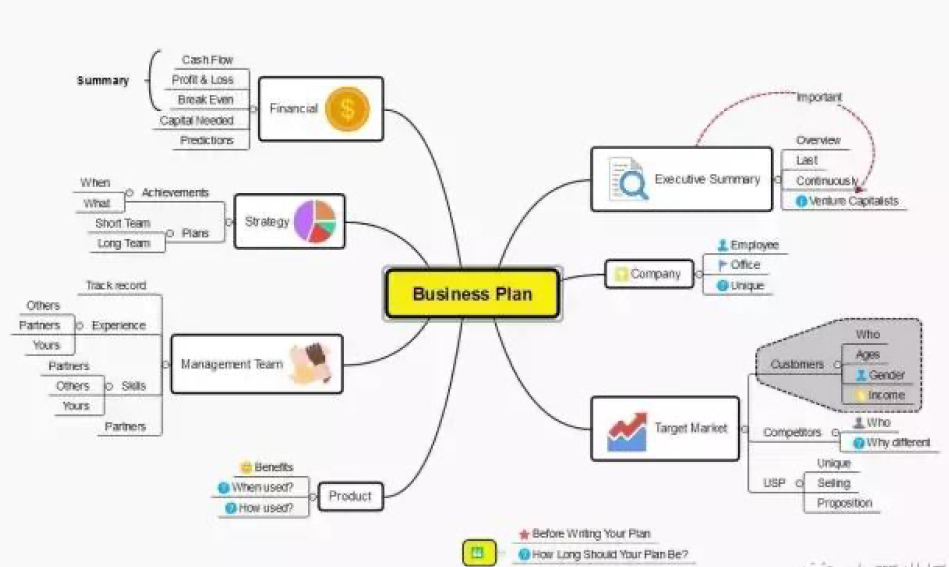 Business Plan
Financial
Cash Flow
Profit & Loss
Break Even
Capital Needed
Predictions
Summary
Strategy
Achievements
When
What
Plans
Short Team
Long Team
Management Team
Track record
Experience
Others
Partners
Yours
Skills
Partners
Others
Yours
Partners
Product
Benefits
When used?
How used?
Executive Summary
Important
Overview
Last
Continuously
Venture Capitalists
Company
Employee
Office
Unique
Target Market
Customers
Who
Ages
Gender
Income
Competitors
Who
Why different
USP
Unique
Selling
Proposition
Before Writing Your Plan
How Long Should Your Plan Be?